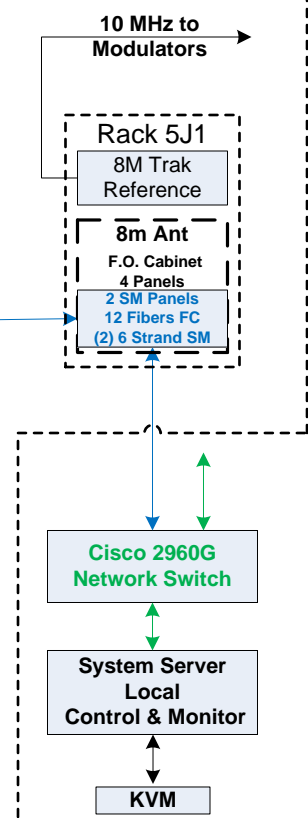 10 MHz to
Modulators
Rack 5J1
8M Trak
Reference
8m Ant
F.O. Cabinet
4 Panels
2 SM Panels
12 Fibers FC
(2) 6 Strand SM
Cisco 2960G
Network Switch
System Server
Local
Control & Monitor
KVM